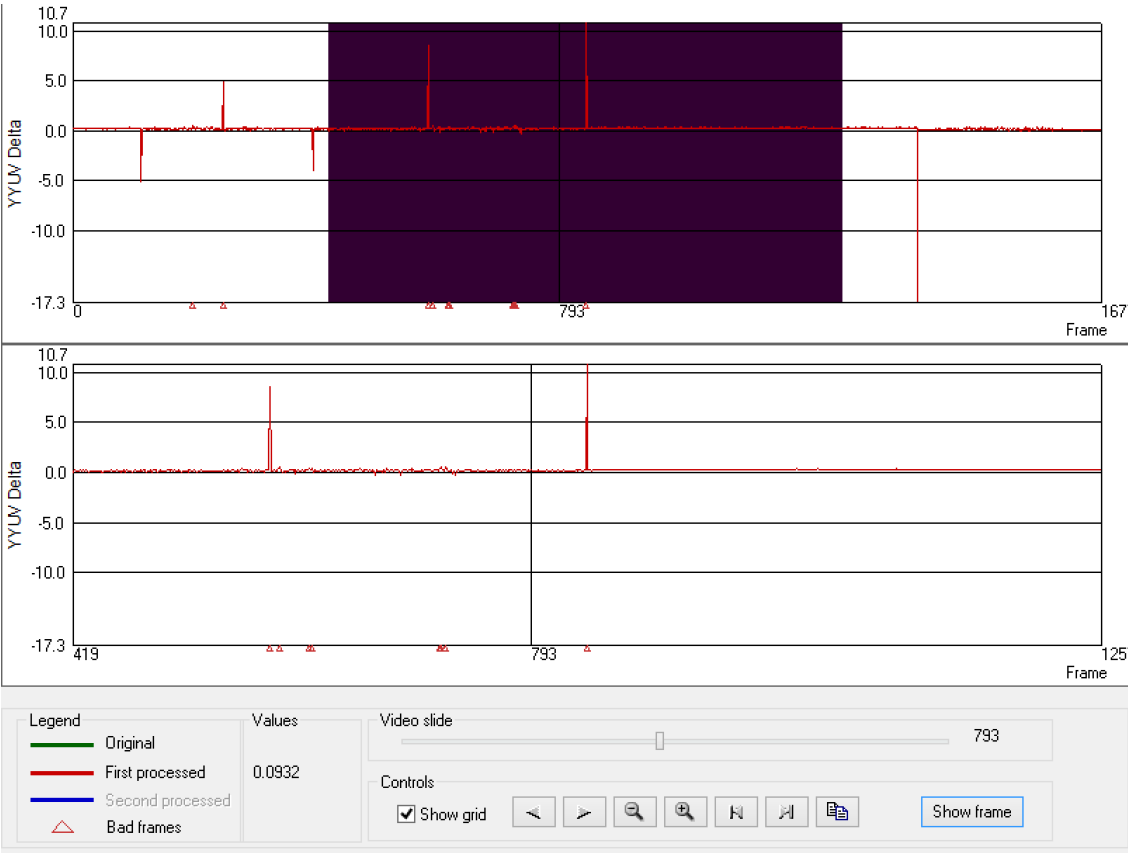 10.7
10.0
5.0
0.0
-5.0
-10.0
-17.3
YYUV Delta
0 793 167
Frame
10.7
10.0
5.0
0.0
-5.0
-10.0
-17.3
YYUV Delta
419 793 125
Frame
Legend Values Video slide
Original 793
First processed 0.0932
Controls
Second processed
Show grid Show frame
Bad frames